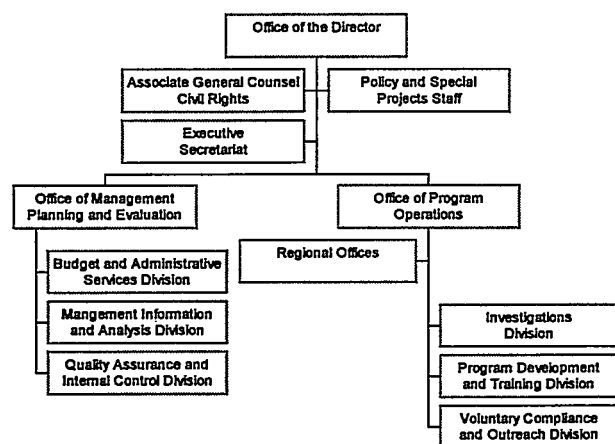 Office of the Director
Associate General Counsel
Civil Rights
Policy and Special
Projects Staff
Executive
Secretariat
Office of Management
Planning and Evaluation
Office of Program
Operations
Budget and Administrative
Services Division
Mangement Information
and Analysis Division
Quality Assurance and
Internal Control Division
Regional Offices
Investigations
Division
Program Development
and Training Division
Voluntary Compliance
and Outreach Division